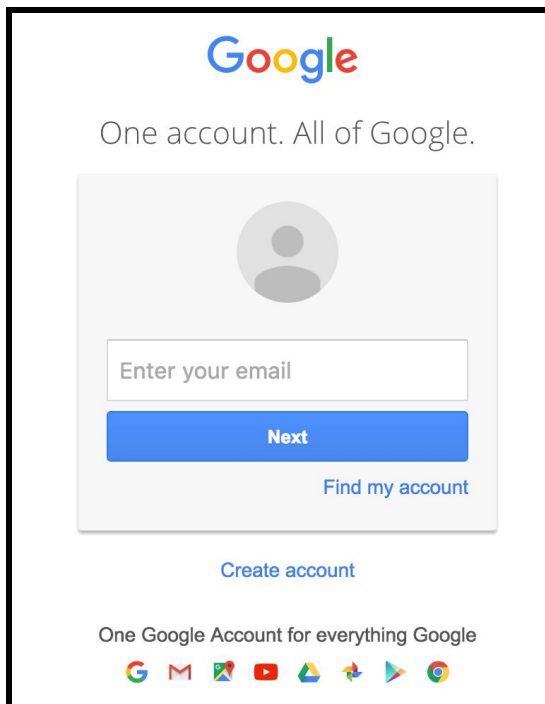 Google
One account. All of Google.
Enter your email
Next
Find my account
Create account
One Google Account for everything Google